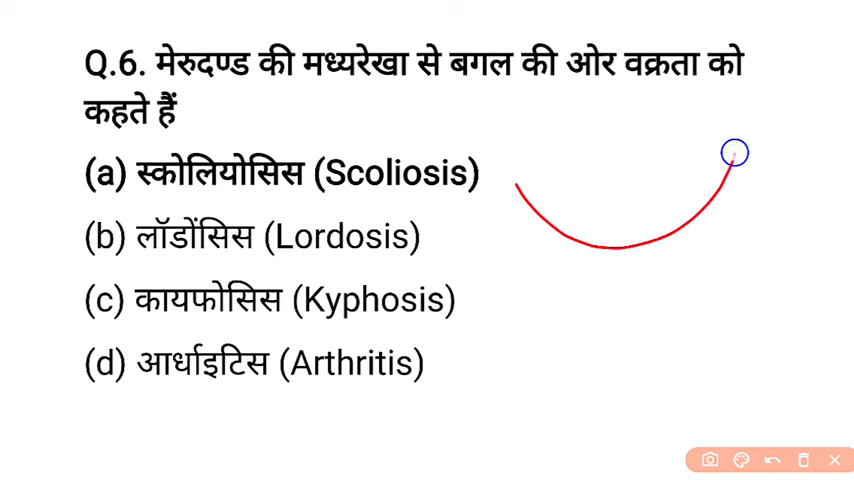 Q.6. मेरुदण्ड की मध्यरेखा से बगल की ओर वक्रता को
कहते हैं
(a) स्कोलियोसिस (Scoliosis)
(b) लॉडोंसिस (Lordosis)
(c) कायफोसिस (Kyphosis)
(d) आर्धाइटिस (Arthritis)